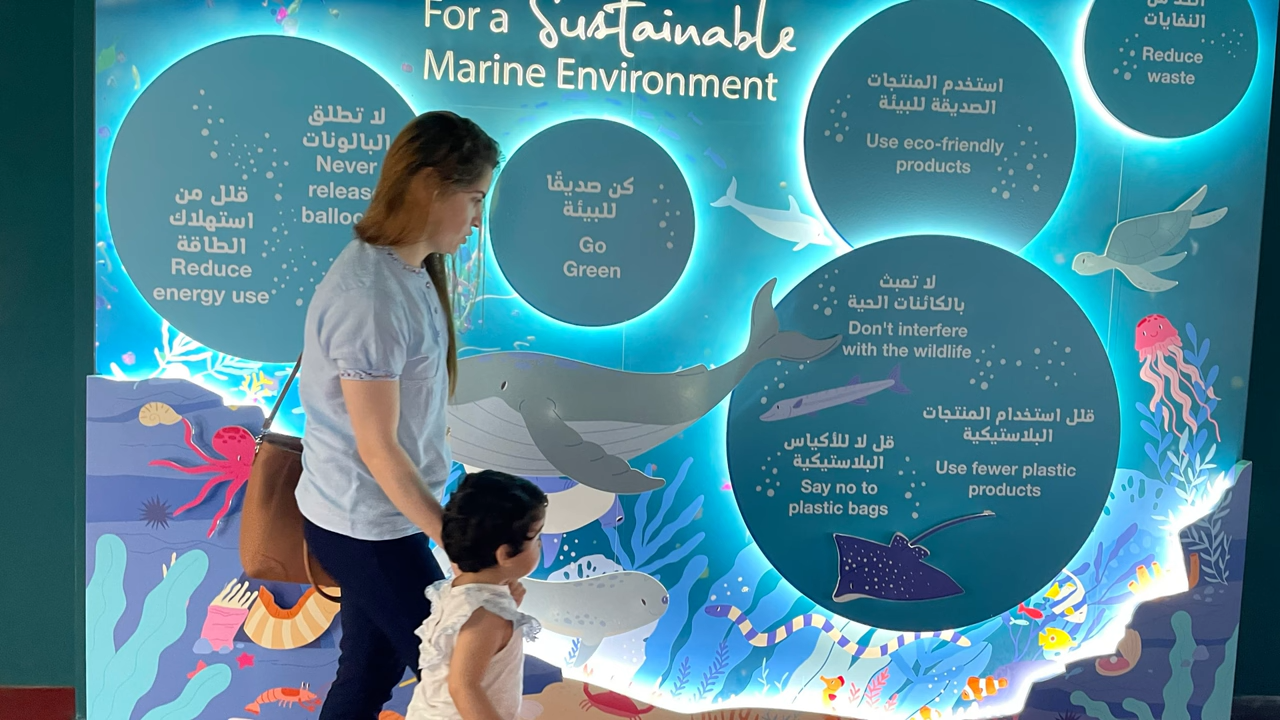 For a Sustainable
Marine Environment
لا تطلق
البالونات
Never
قلل من
استهلاك
الطاقة
Reduce
energy use
كن صديقًا
للبيئة
Go
Green
استخدم المنتجات
الصديقة للبيئة
Use eco-friendly
products
النفايات
Reduce
waste
لا تعبث
بالكائنات الحية
Don't interfere
with the wildlife
قلل استخدام المنتجات
البلاستيكية
Use fewer plastic
products
قل لا للأكياس
البلاستيكية
Say no to
plastic bags